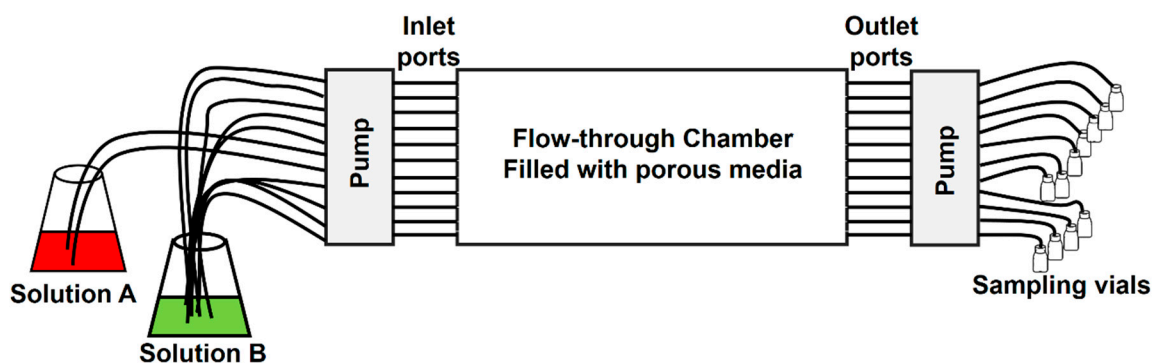 Inlet
ports
Outlet
ports
Pump
Flow-through Chamber
Filled with porous media
Pump
Solution A
Solution B
Sampling vials